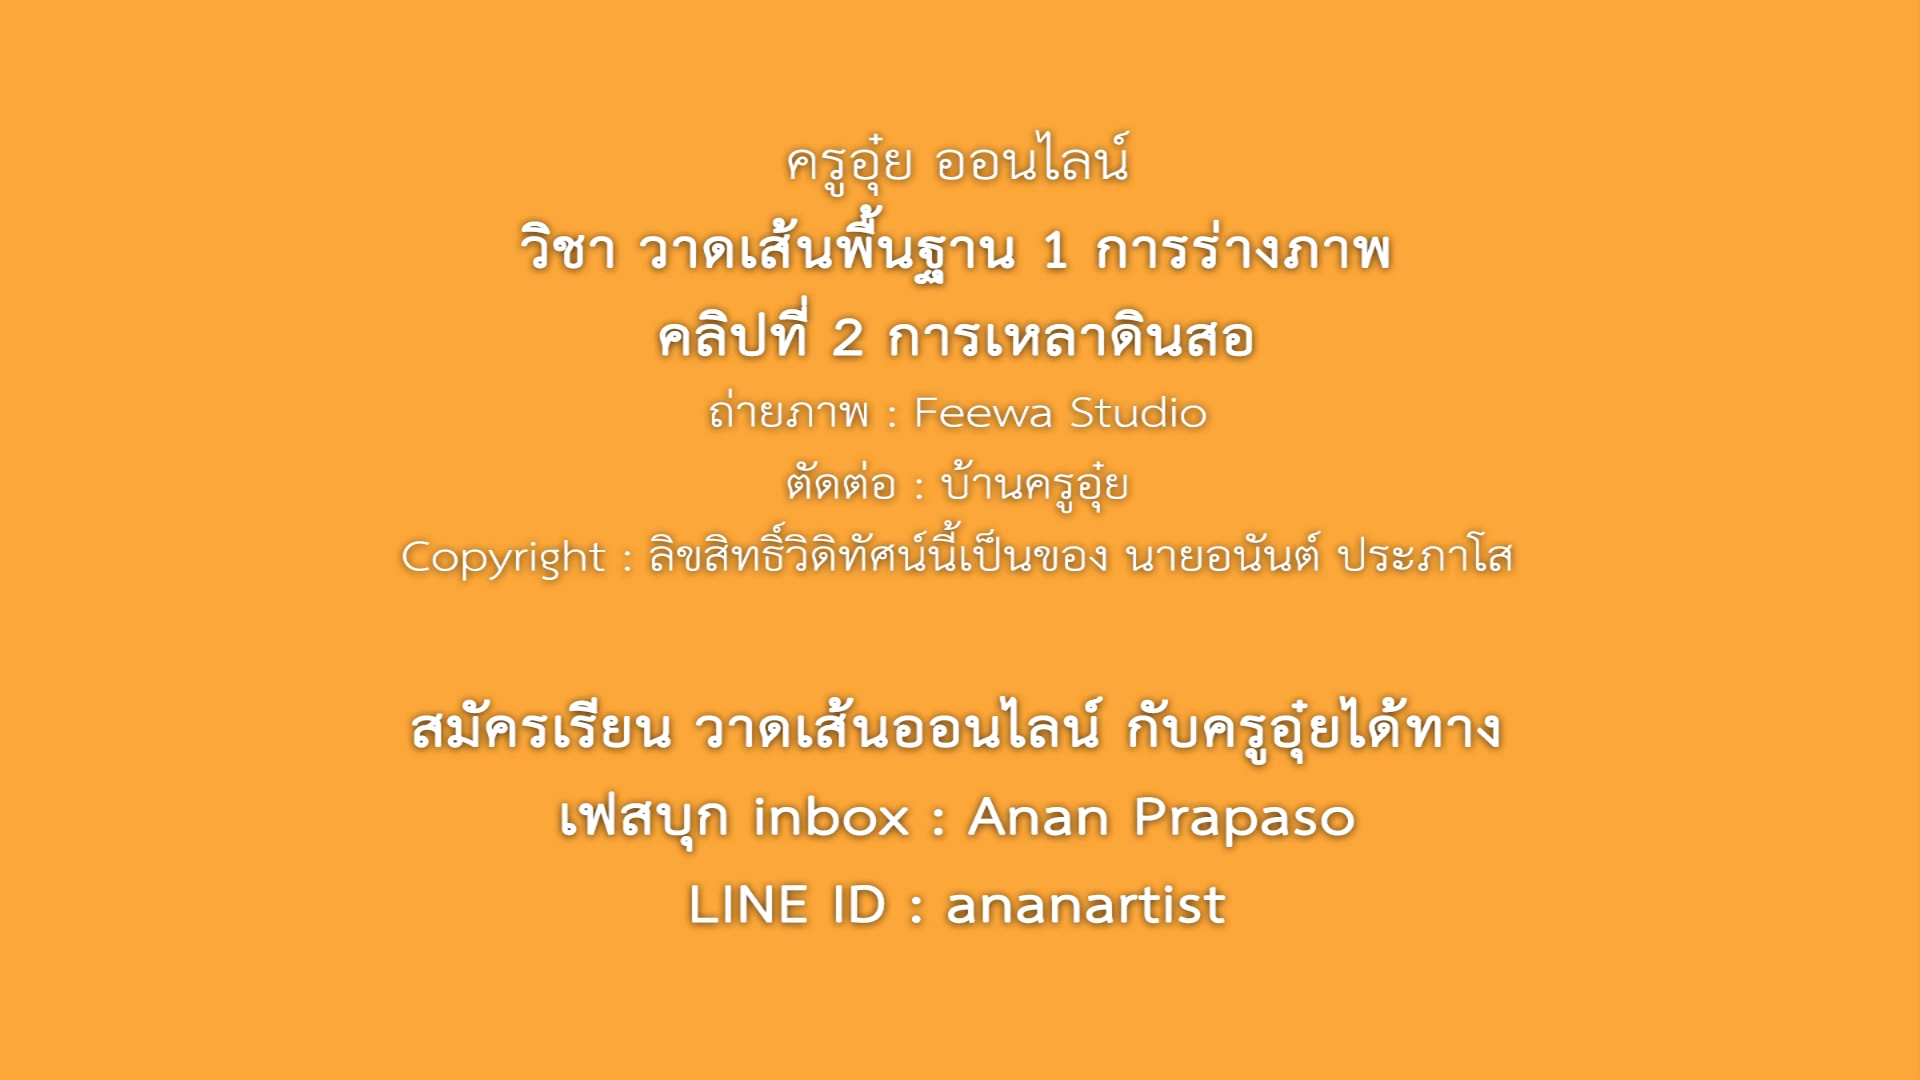 ครูอุ๋ย ออนไลน์
วิชา วาดเส้นพื้นฐาน 1 การร่างภาพ
คลิปที่ 2 การเหลาดินสอ
ถ่ายภาพ : Feewa Studio
ตัดต่อ : บ้านครูอุ๋ย
Copyright : ลิขสิทธิ์วิดิทัศน์นี้เป็นของ นายอนันต์ ประภาโส
สมัครเรียน วาดเส้นออนไลน์ กับครูอุ๋ยได้ทาง
เฟสบุก inbox : Anan Prapaso
LINE ID : ananartist